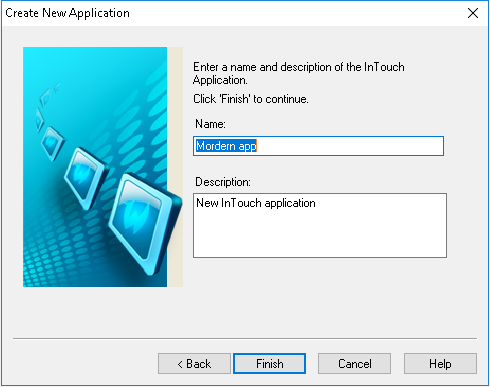 Create New Application
Enter a name and description of the InTouch
Application.
Click 'Finish' to continue.
Name:
Mordern app
Description:
New InTouch application
< Back
Finish
Cancel
Help